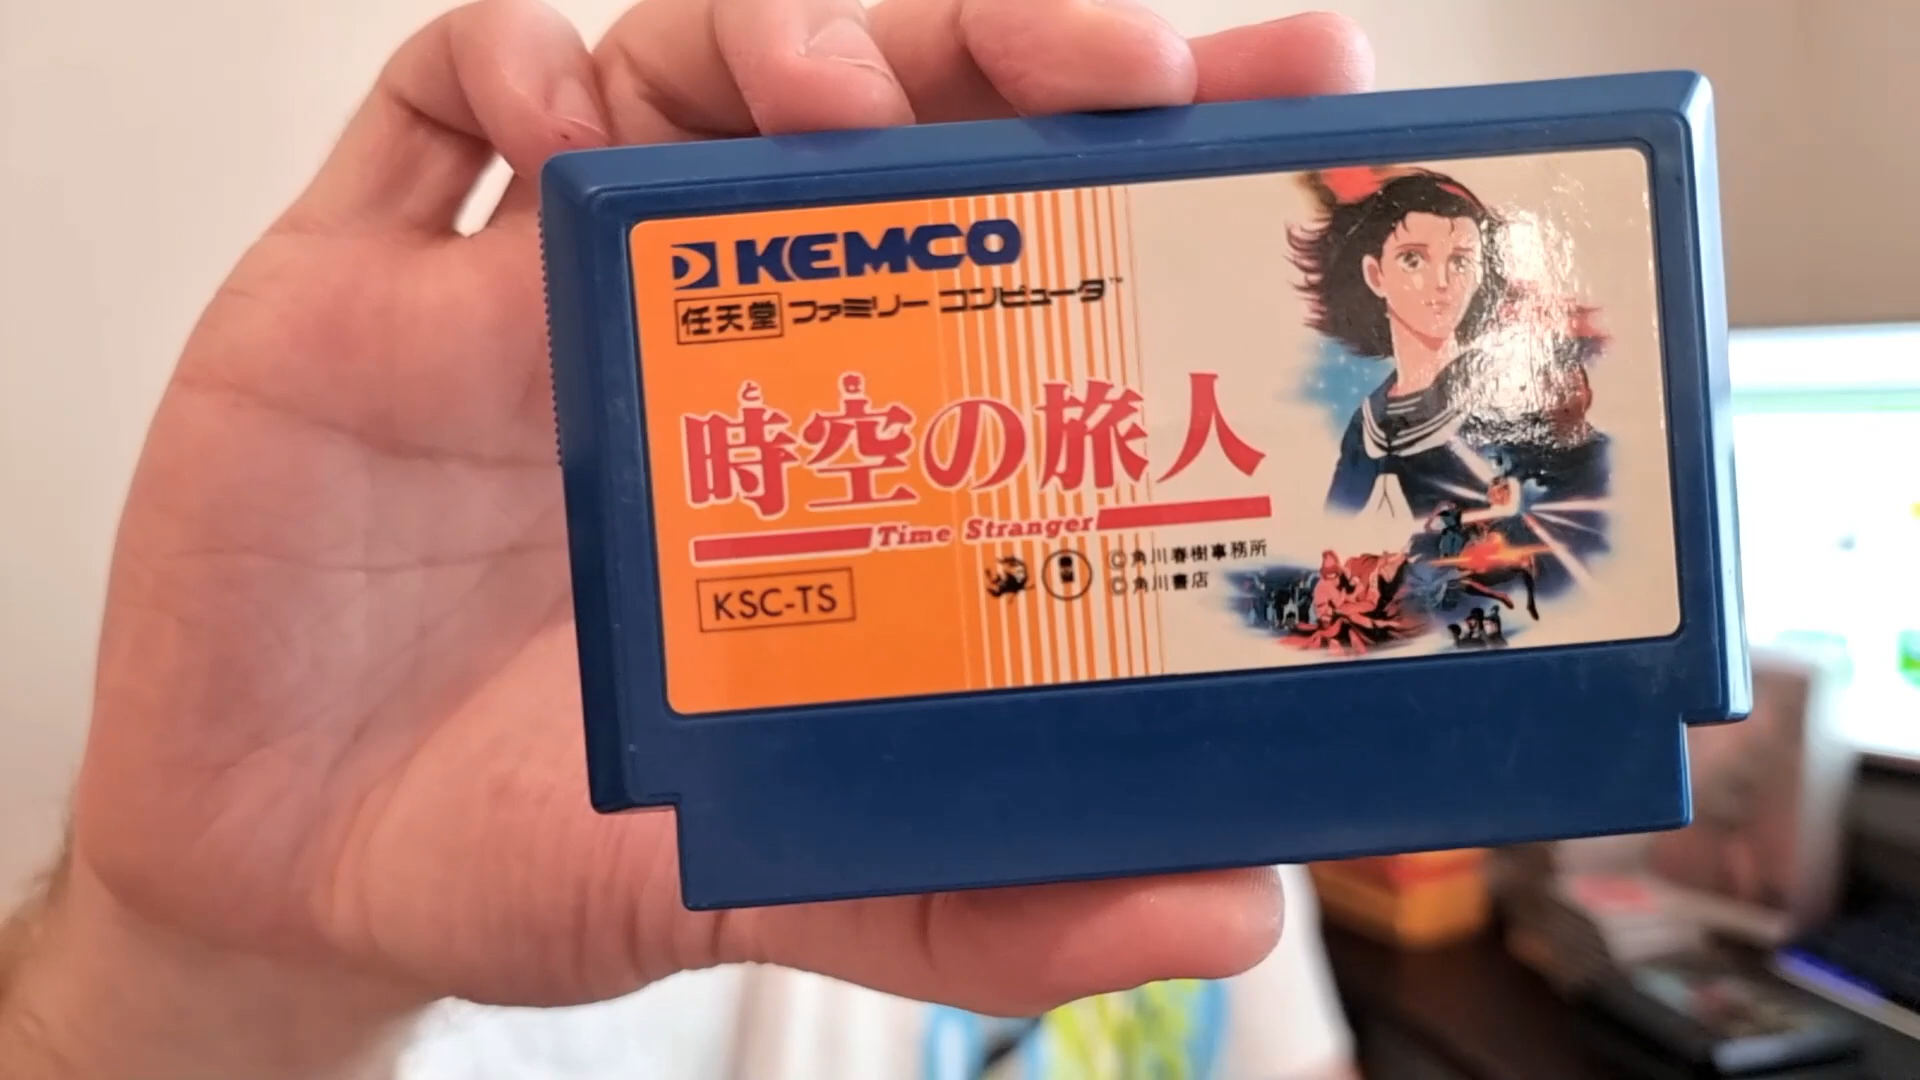 KEMCO
任天堂 ファミリー コンピュータ™
とき
時空の旅人
Time Stranger
©角川春樹事務所
©角川書店
KSC-TS